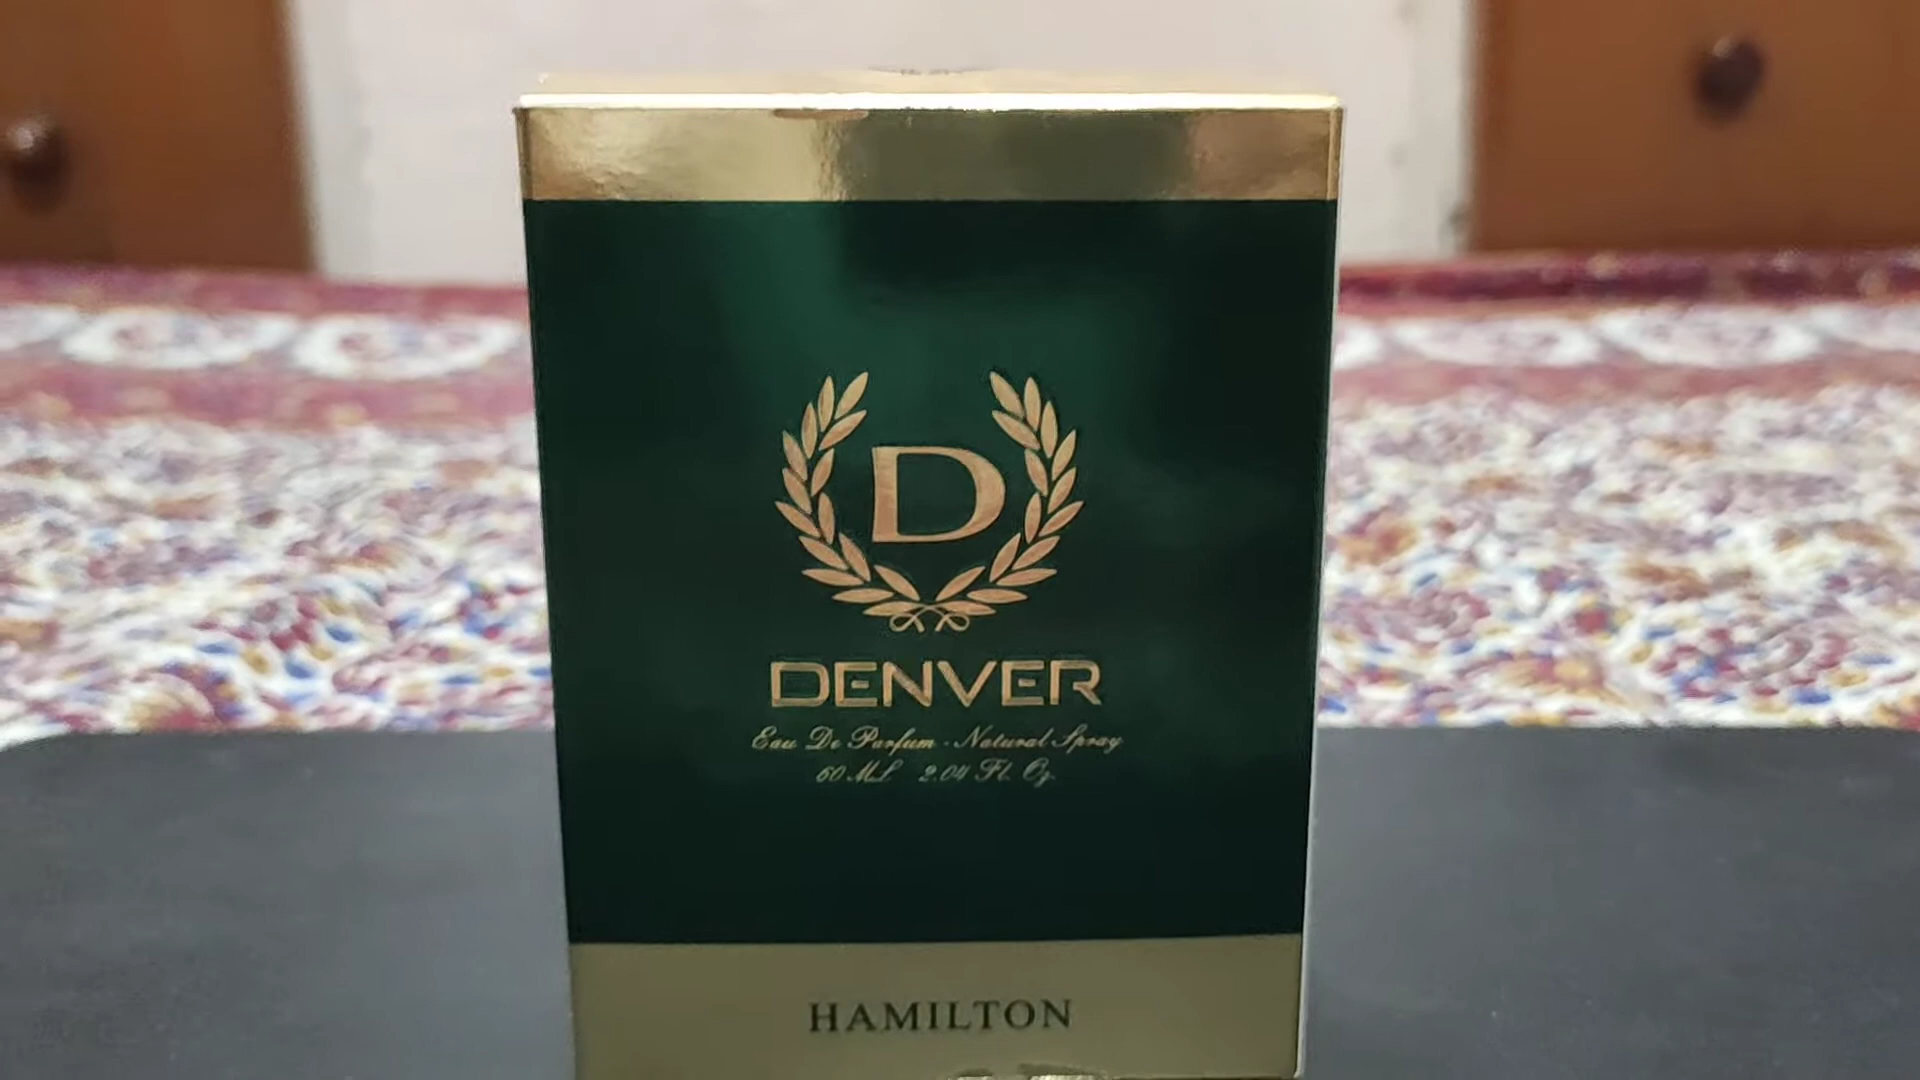 D
DENVER
Eau De Parfum - Natural Spray
60 ML 2.04 Fl. Oz.
HAMILTON